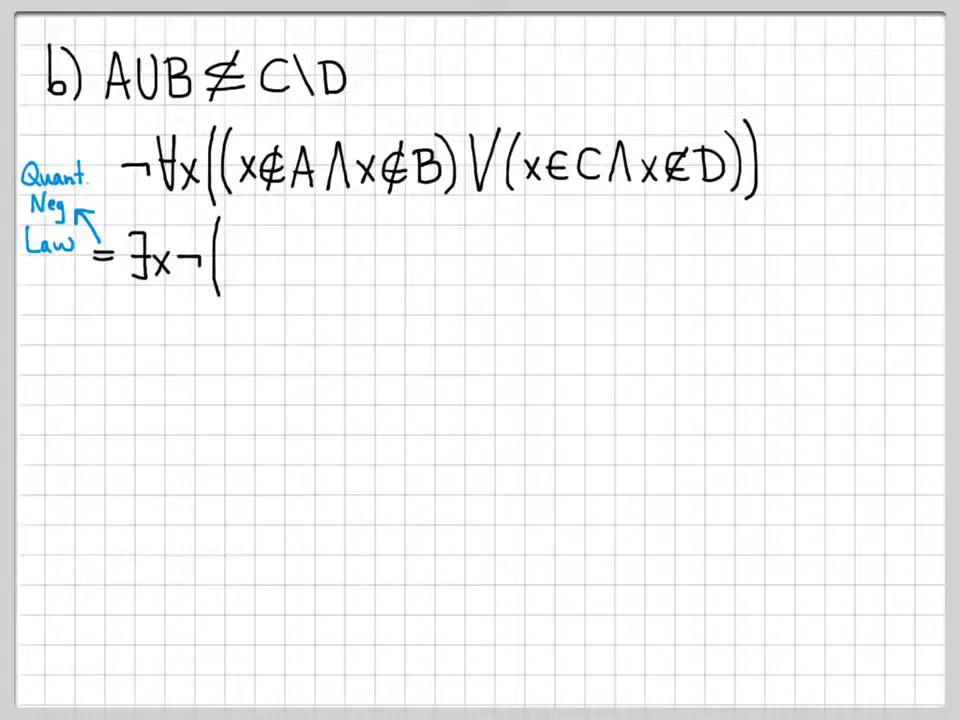 b) A∪B ⊈ C\D
¬∀x((x∉A∧x∉B)∨(x∈C∧x∉D))
Quant.
Neg
Law
= ∃x¬(